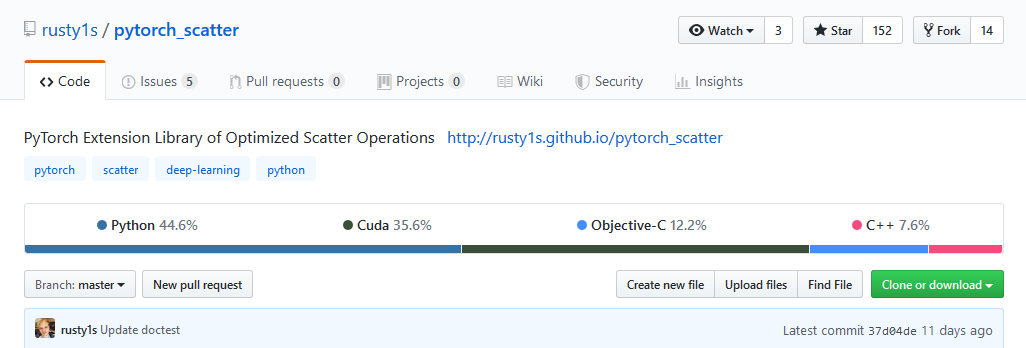 rusty1s / pytorch_scatter Watch 3 Star 152 Fork 14
Code Issues 5 Pull requests 0 Projects 0 Wiki Security Insights
PyTorch Extension Library of Optimized Scatter Operations http://rusty1s.github.io/pytorch_scatter
pytorch scatter deep-learning python
Python 44.6% Cuda 35.6% Objective-C 12.2% C++ 7.6%
Branch: master New pull request Create new file Upload files Find File Clone or download
rusty1s Update doctest Latest commit 37d04de 11 days ago